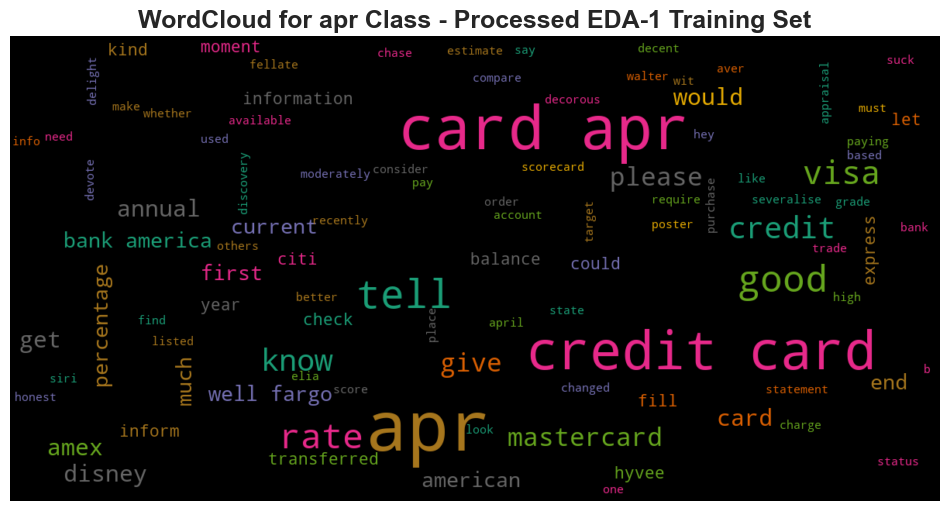 WordCloud for apr Class - Processed EDA-1 Training Set
kind
moment
chase
estimate
say
decent
suck
delight
fellate
compare
walter
wit
aver
appraisal
make
whether
information
decorous
would
must
let
info
need
used
available
card apr
hey
paying
based
devote
discovery
moderately
consider
pay
scorecard
please
purchase
like
visa
grade
annual
current
recently
order
account
require
target
poster
severalise
credit
express
bank
bank america
others
citi
balance
could
trade
percentage
first
year
better
tell
good
high
get
find
check
place
april
state
listed
know
give
credit card
siri
elia
honest
much
well fargo
score
changed
statement
end
b
fill
card
charge
amex
inform
rate
apr
look
mastercard
disney
transferred
american
hyvee
one
status